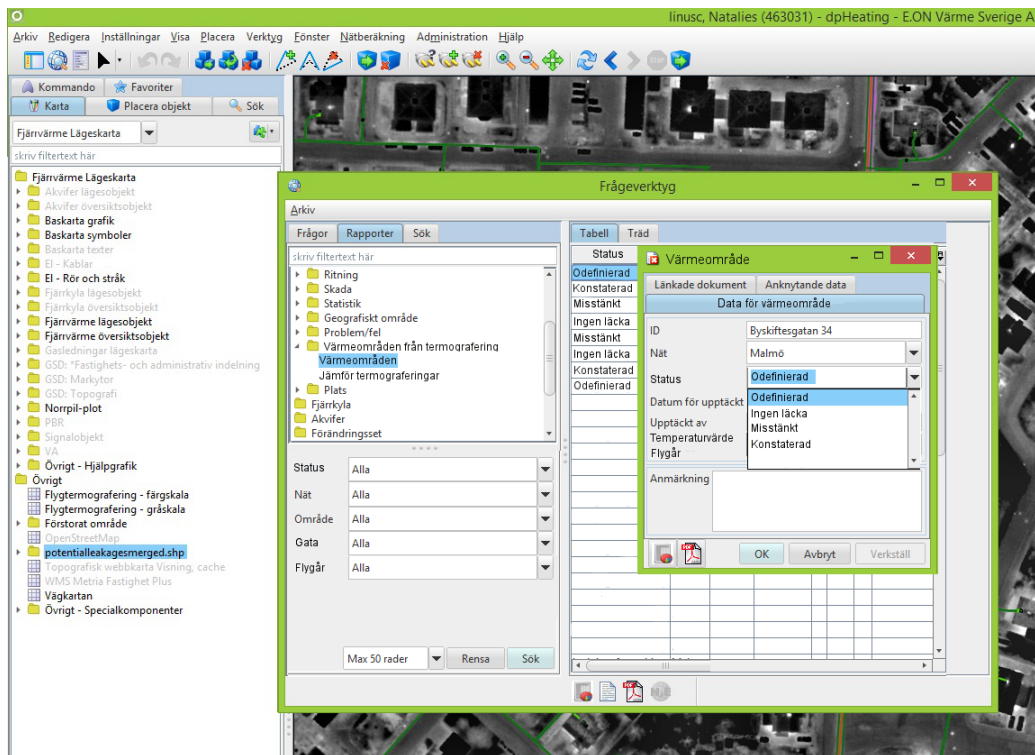 linusc, Natalies (463031) - dpHeating - E.ON Värme Sverige A
Arkiv Redigera Inställningar Visa Placera Verktyg Fönster Nätberäkning Administration Hjälp
Kommando Favoriter
Karta Placera objekt Sök
Fjärrvärme Lägeskarta
skriv filtertext här
Fjärrvärme Lägeskarta
Akvifer lägesobjekt
Akvifer översiktsobjekt
Baskarta grafik
Baskarta symboler
Baskarta texter
El - Kablar
El - Rör och stråk
Fjärrkyla lägesobjekt
Fjärrkyla översiktsobjekt
Fjärrvärme lägesobjekt
Fjärrvärme översiktsobjekt
Gasledningar lägeskarta
GSD: "Fastighets- och administrativ indelning
GSD: Markytor
GSD: Topografi
Norrpil-plot
PBR
Signalobjekt
VA
Övrigt - Hjälpgrafik
Övrigt
Flygtermografering - färgskala
Flygtermografering - gråskala
Förstorat område
OpenStreetMap
potentialleakagesmerged.shp
Topografisk webbkarta Visning, cache
WMS Metria Fastighet Plus
Vägkartan
Övrigt - Specialkomponenter
Frågeverktyg
Arkiv
Frågor Rapporter Sök
skriv filtertext här
Ritning
Skada
Statistik
Geografiskt område
Problem/fel
Värmeområden från termografering
Värmeområden
Jämför termograferingar
Plats
Fjärrkyla
Akvifer
Förändringsset
Status Alla
Nät Alla
Område Alla
Gata Alla
Flygår Alla
Max 50 rader Rensa Sök
Tabell Träd
Status
Odefinierad
Konstaterad
Misstänkt
Ingen läcka
Misstänkt
Ingen läcka
Konstaterad
Odefinierad
Värmeområde
Länkade dokument Anknytande data
Data för värmeområde
ID Byskiftesgatan 34
Nät Malmö
Status Odefinierad
Datum för upptäckt
Upptäckt av
Temperaturvärde
Flygår
Odefinierad
Ingen läcka
Misstänkt
Konstaterad
Anmärkning
OK Avbryt Verkställ